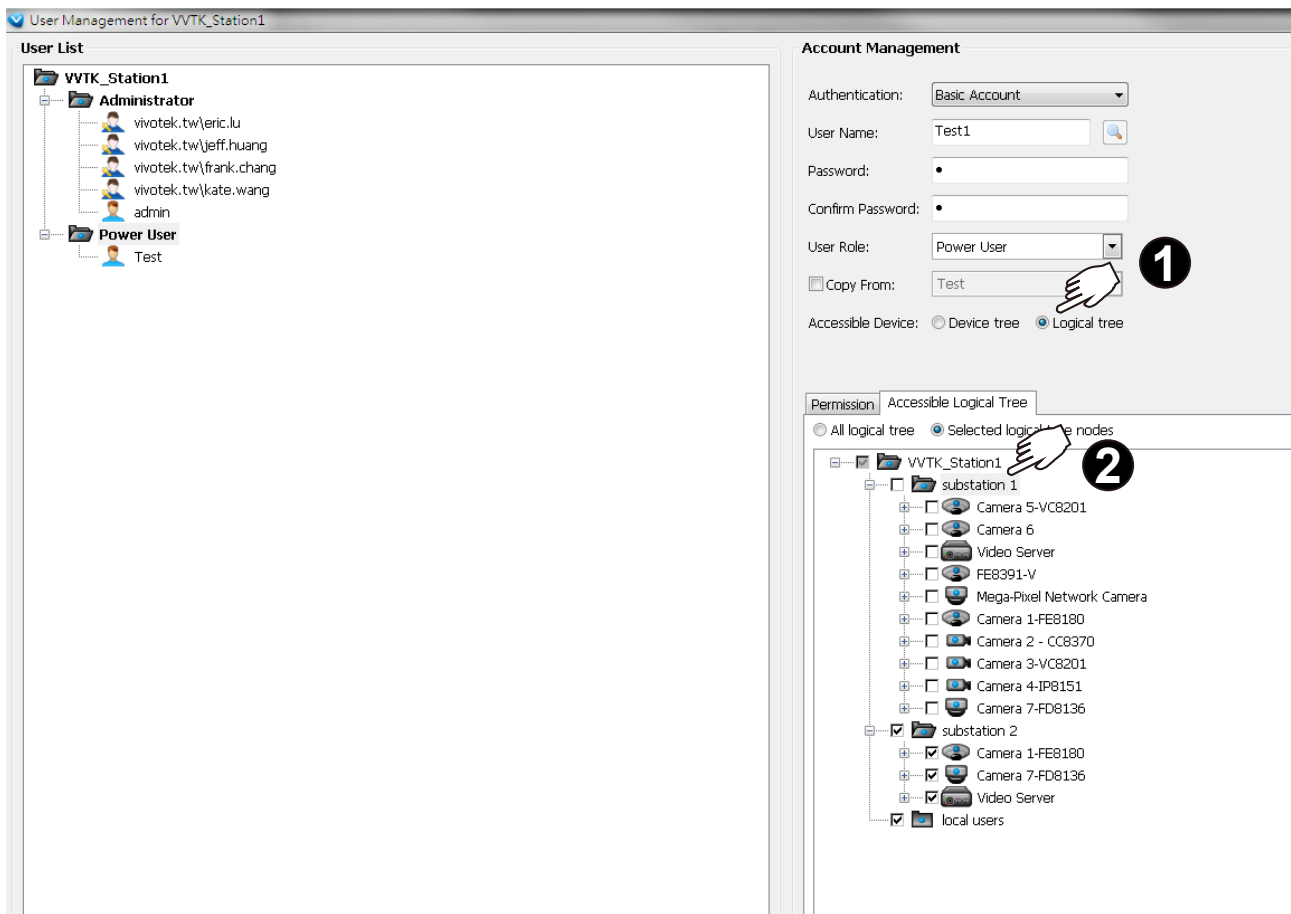 User Management for VVTK_Station1
User List
VVTK_Station1
Administrator
vivotek.tw\eric.lu
vivotek.tw\jeff.huang
vivotek.tw\frank.chang
vivotek.tw\kate.wang
admin
Power User
Test
Account Management
Authentication: Basic Account
User Name: Test1
Password: •
Confirm Password: •
User Role: Power User
1
Copy From: Test
Accessible Device: Device tree Logical tree
Permission Accessible Logical Tree
All logical tree Selected logical tree nodes
2
VVTK_Station1
substation 1
Camera 5-VC8201
Camera 6
Video Server
FE8391-V
Mega-Pixel Network Camera
Camera 1-FE8180
Camera 2 - CC8370
Camera 3-VC8201
Camera 4-IP8151
Camera 7-FD8136
substation 2
Camera 1-FE8180
Camera 7-FD8136
Video Server
local users